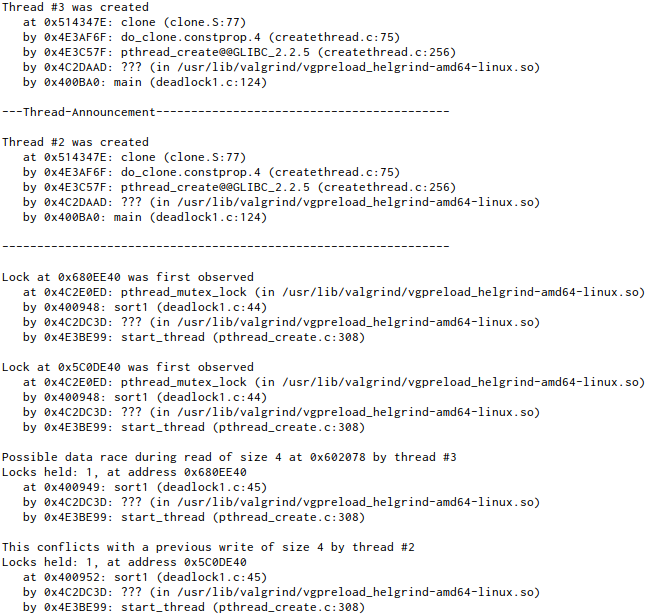 Thread #3 was created
at 0x514347E: clone (clone.S:77)
by 0x4E3AF6F: do_clone.constprop.4 (createthread.c:75)
by 0x4E3C57F: pthread_create@@GLIBC_2.2.5 (createthread.c:256)
by 0x4C2DAAD: ??? (in /usr/lib/valgrind/vgpreload_helgrind-amd64-linux.so)
by 0x400BA0: main (deadlock1.c:124)
---Thread-Announcement------------------------------------------
Thread #2 was created
at 0x514347E: clone (clone.S:77)
by 0x4E3AF6F: do_clone.constprop.4 (createthread.c:75)
by 0x4E3C57F: pthread_create@@GLIBC_2.2.5 (createthread.c:256)
by 0x4C2DAAD: ??? (in /usr/lib/valgrind/vgpreload_helgrind-amd64-linux.so)
by 0x400BA0: main (deadlock1.c:124)
----------------------------------------------------------------
Lock at 0x680EE40 was first observed
at 0x4C2E0ED: pthread_mutex_lock (in /usr/lib/valgrind/vgpreload_helgrind-amd64-linux.so)
by 0x400948: sort1 (deadlock1.c:44)
by 0x4C2DC3D: ??? (in /usr/lib/valgrind/vgpreload_helgrind-amd64-linux.so)
by 0x4E3BE99: start_thread (pthread_create.c:308)
Lock at 0x5C0DE40 was first observed
at 0x4C2E0ED: pthread_mutex_lock (in /usr/lib/valgrind/vgpreload_helgrind-amd64-linux.so)
by 0x400948: sort1 (deadlock1.c:44)
by 0x4C2DC3D: ??? (in /usr/lib/valgrind/vgpreload_helgrind-amd64-linux.so)
by 0x4E3BE99: start_thread (pthread_create.c:308)
Possible data race during read of size 4 at 0x602078 by thread #3
Locks held: 1, at address 0x680EE40
at 0x400949: sort1 (deadlock1.c:45)
by 0x4C2DC3D: ??? (in /usr/lib/valgrind/vgpreload_helgrind-amd64-linux.so)
by 0x4E3BE99: start_thread (pthread_create.c:308)
This conflicts with a previous write of size 4 by thread #2
Locks held: 1, at address 0x5C0DE40
at 0x400952: sort1 (deadlock1.c:45)
by 0x4C2DC3D: ??? (in /usr/lib/valgrind/vgpreload_helgrind-amd64-linux.so)
by 0x4E3BE99: start_thread (pthread_create.c:308)